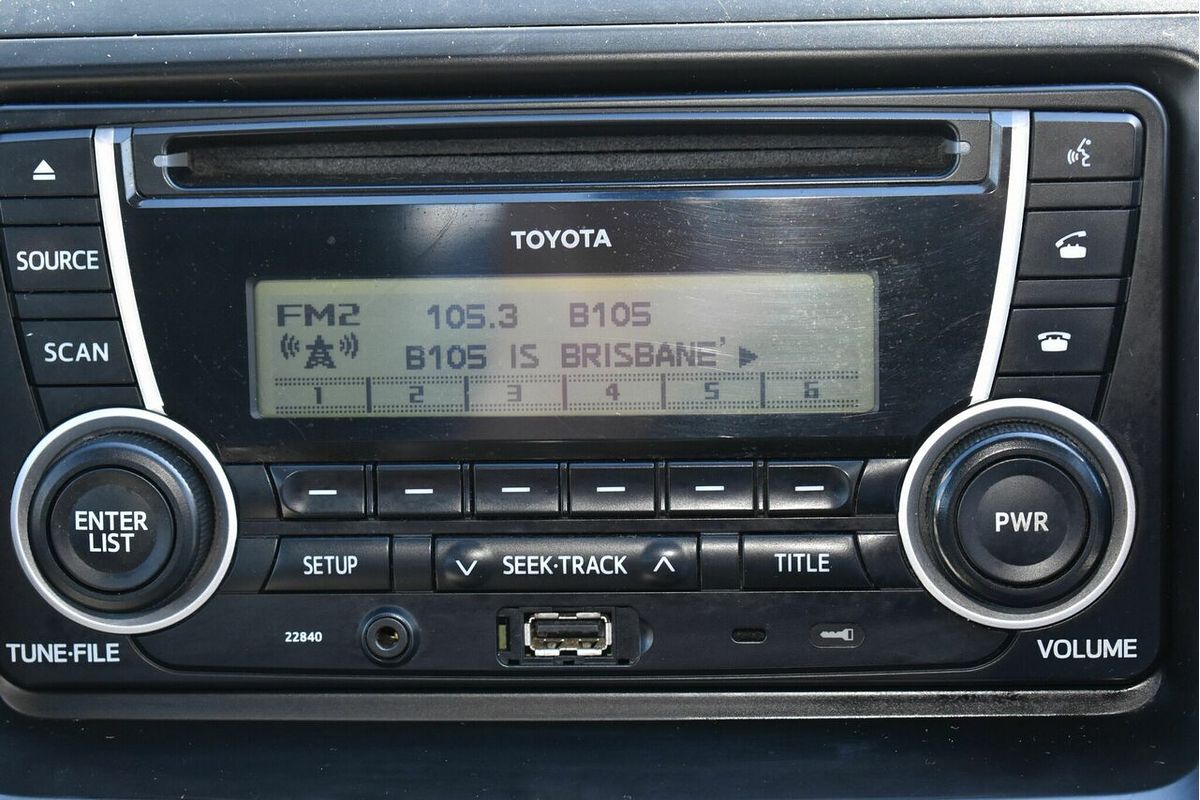 TOYOTA
SOURCE
SCAN
FM2 105.3 B105
B105 IS BRISBANE'
1 2 3 4 5 6
ENTER
LIST
PWR
SETUP
SEEK·TRACK
TITLE
22840
TUNE·FILE
VOLUME